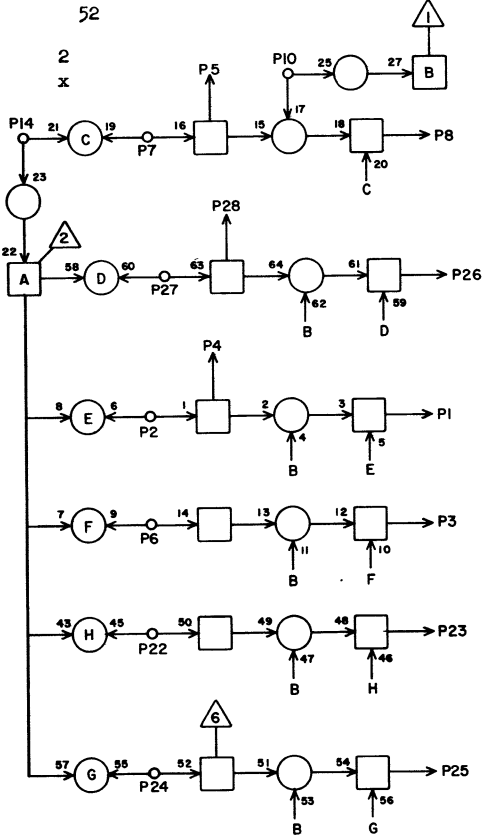 52
1
2
x
P10 25 27 B
P5
P14 21 C 19 P7 16 15 17 18 P8
23 20
C
P28
22 2
A 58 D 60 P27 63 64 61 P26
62 59
B D
P4
8 E 6 P2 1 2 3 P1
4 5
B E
7 F 9 P6 14 13 12 P3
11 10
B F
43 H 45 P22 50 49 48 P23
47 46
B H
6
57 G 55 P24 52 51 54 P25
53 56
B G